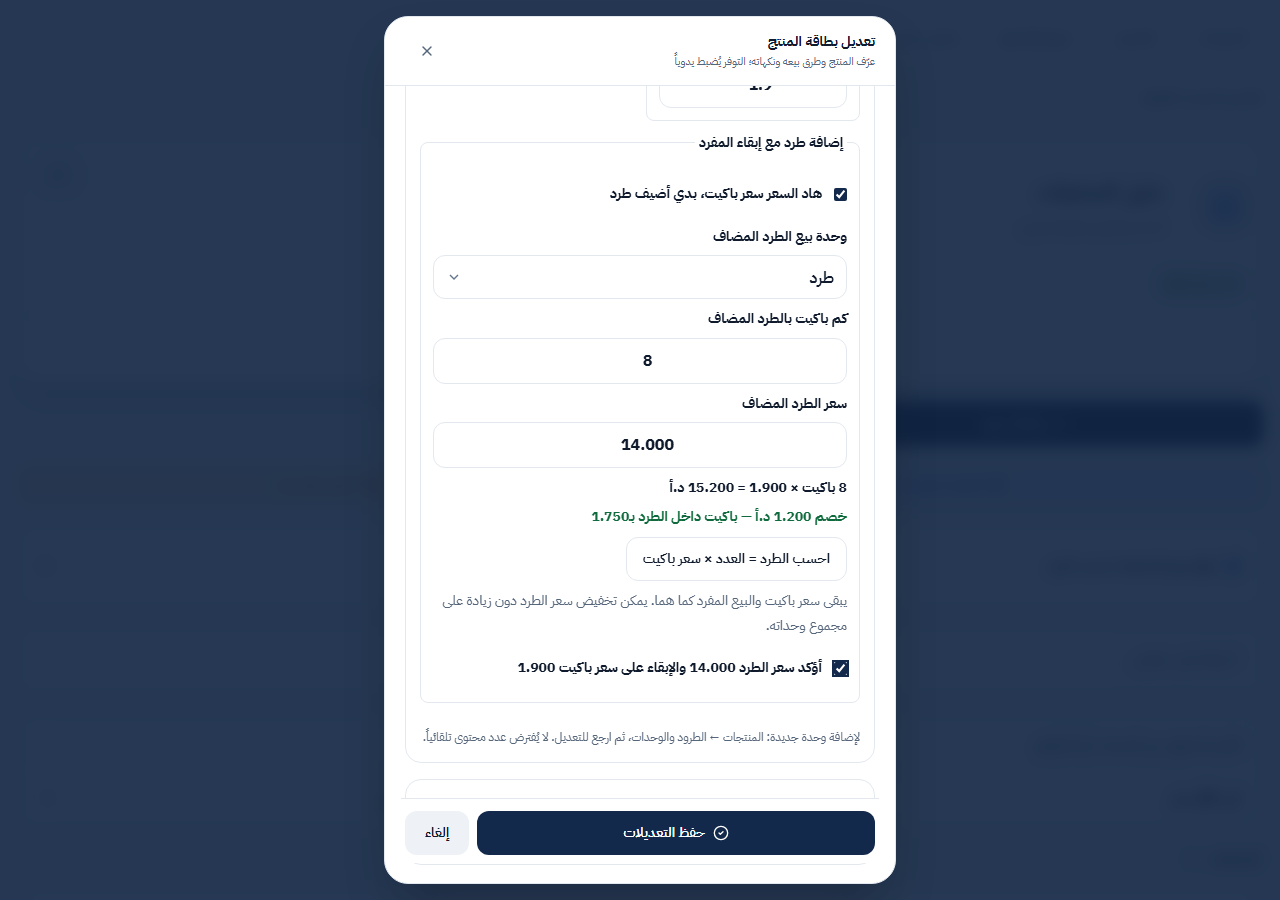 تعديل بطاقة المنتج
عرّف المنتج وطرق بيعه ونكهاته؛ التوفر يُضبط يدوياً
إضافة طرد مع إبقاء المفرد
هاد السعر سعر باكيت، بدي أضيف طرد
وحدة بيع الطرد المضاف
طرد
كم باكيت بالطرد المضاف
8
سعر الطرد المضاف
14.000
8 باكيت × 1.900 = 15.200 د.أ
خصم 1.200 د.أ — باكيت داخل الطرد بـ1.750
احسب الطرد = العدد × سعر باكيت
يبقى سعر باكيت والبيع المفرد كما هما. يمكن تخفيض سعر الطرد دون زيادة على
مجموع وحداته.
أؤكد سعر الطرد 14.000 والإبقاء على سعر باكيت 1.900
لإضافة وحدة جديدة: المنتجات ← الطرود والوحدات، ثم ارجع للتعديل. لا يُفترض عدد محتوى تلقائياً.
حفظ التعديلات
إلغاء